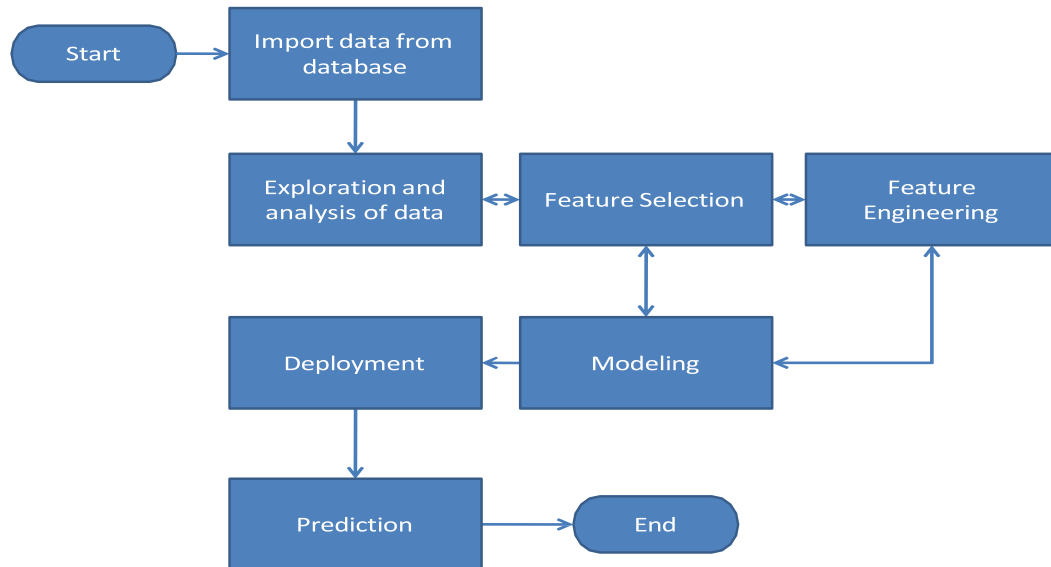 Start
Import data from
database
Exploration and
analysis of data
Feature Selection
Feature
Engineering
Deployment
Modeling
Prediction
End